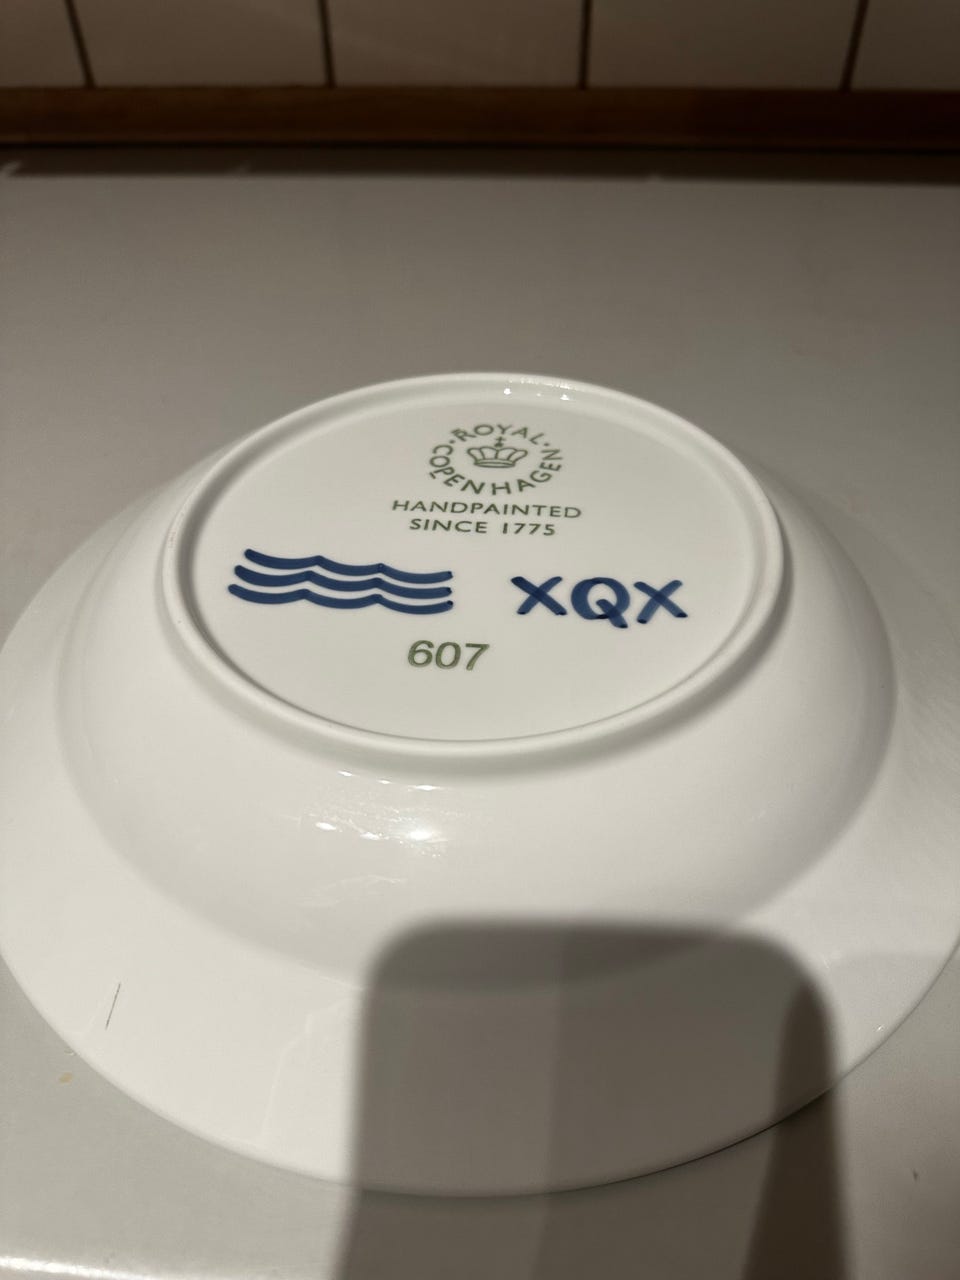 ROYAL
COPENHAGEN
HANDPAINTED
SINCE 1775
XQX
607